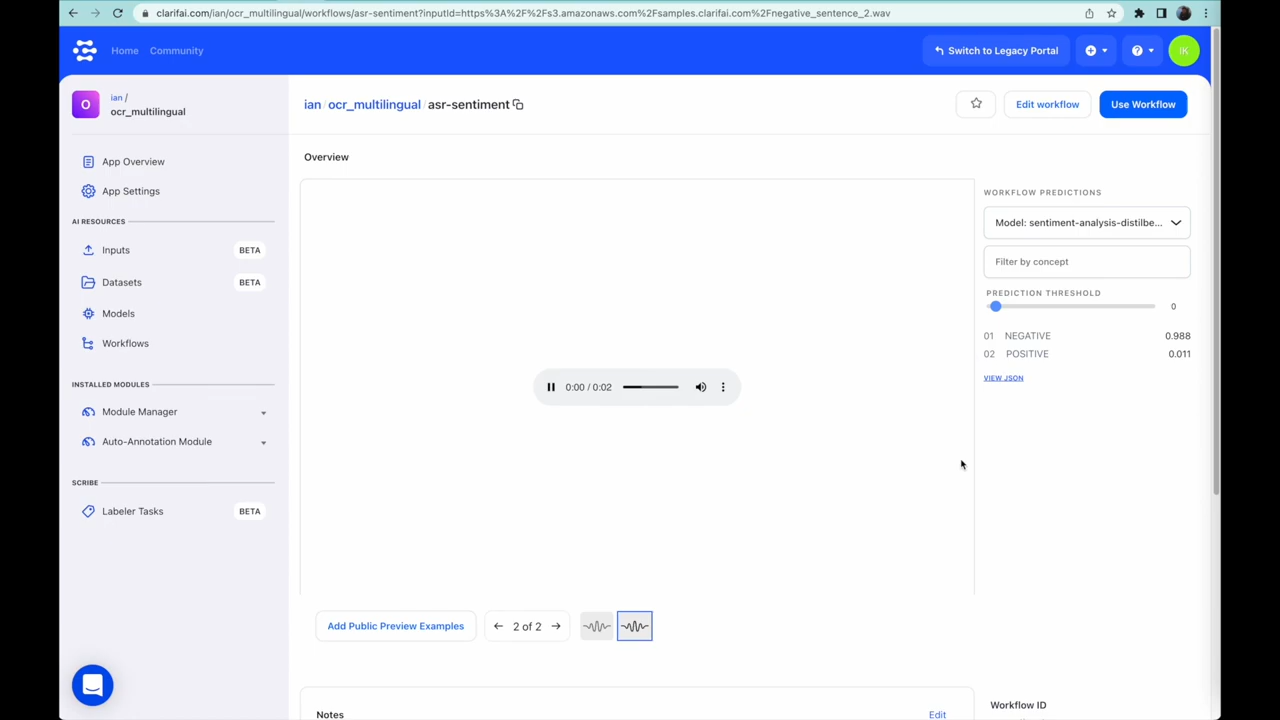 clarifai.com/ian/ocr_multilingual/workflows/asr-sentiment?inputId=https%3A%2F%2Fs3.amazonaws.com%2Fsamples.clarifai.com%2Fnegative_sentence_2.wav
Home Community Switch to Legacy Portal IK
O ian /
ocr_multilingual
ian / ocr_multilingual / asr-sentiment
Edit workflow Use Workflow
App Overview
App Settings
AI RESOURCES
Inputs BETA
Datasets BETA
Models
Workflows
INSTALLED MODULES
Module Manager
Auto-Annotation Module
SCRIBE
Labeler Tasks BETA
Overview
0:00 / 0:02
WORKFLOW PREDICTIONS
Model: sentiment-analysis-distilbe...
Filter by concept
PREDICTION THRESHOLD
0
01 NEGATIVE 0.988
02 POSITIVE 0.011
VIEW JSON
Add Public Preview Examples 2 of 2
Notes Edit
Workflow ID